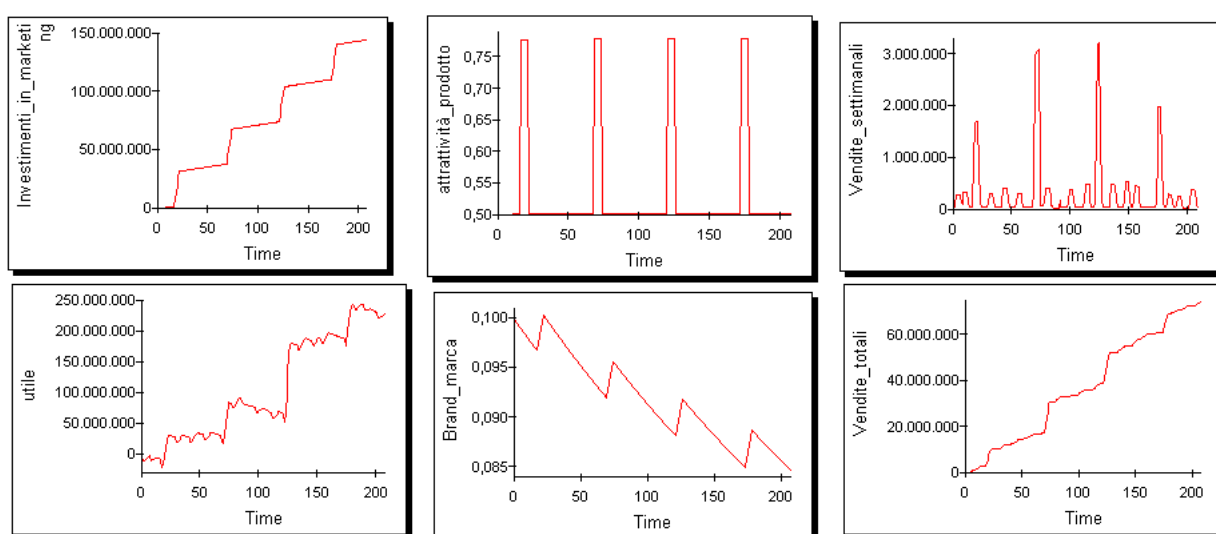 Investimenti_in_marketi
ng
150.000.000
100.000.000
50.000.000
0
0 50 100 150 200
Time
attrattività_prodotto
0,75
0,70
0,65
0,60
0,55
0,50
0 50 100 150 200
Time
Vendite_settimanali
3.000.000
2.000.000
1.000.000
0
0 50 100 150 200
Time
utile
250.000.000
200.000.000
150.000.000
100.000.000
50.000.000
0
0 50 100 150 200
Time
Brand_marca
0,100
0,095
0,090
0,085
0 50 100 150 200
Time
Vendite_totali
60.000.000
40.000.000
20.000.000
0
0 50 100 150 200
Time